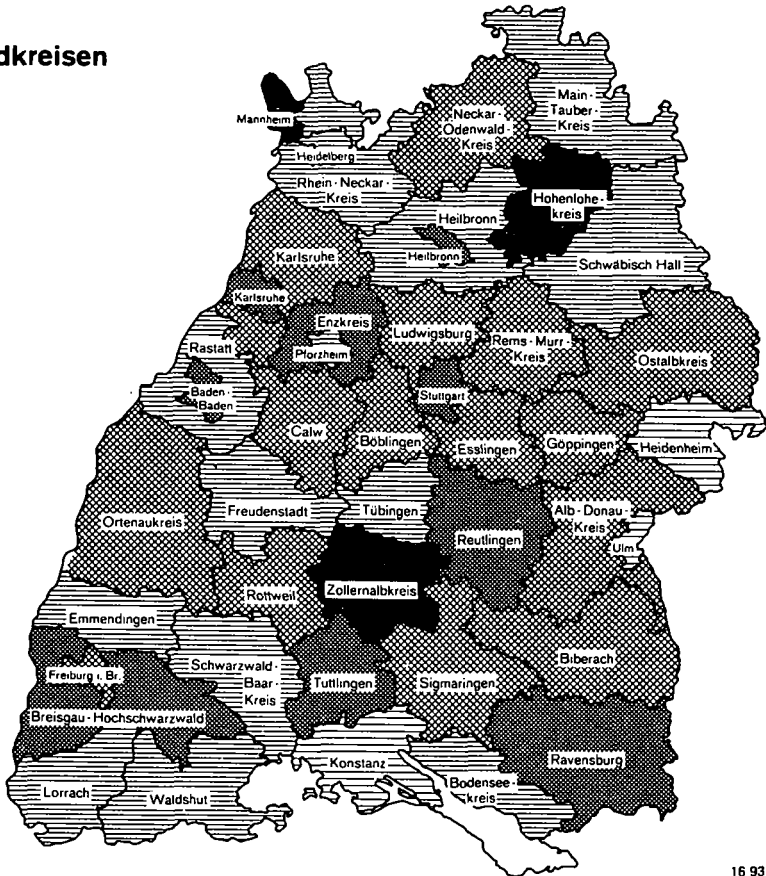 dkreisen
Main-
Tauber-
Kreis
Neckar-
Odenwald-
Kreis
Mannheim
Heidelberg
Rhein-Neckar-
Kreis
Hohenlohe-
kreis
Heilbronn
Heilbronn
Schwäbisch Hall
Karlsruhe
Karlsruhe
Enzkreis
Pforzheim
Ludwigsburg
Rems-Murr-
Kreis
Ostalbkreis
Rastatt
Baden-
Baden
Stuttgart
Calw
Böblingen
Esslingen
Göppingen
Heidenheim
Freudenstadt
Tübingen
Alb-Donau-
Kreis
Ortenaukreis
Reutlingen
Ulm
Rottweil
Zollernalbkreis
Emmendingen
Biberach
Freiburg i. Br.
Schwarzwald-
Baar-
Kreis
Tuttlingen
Sigmaringen
Breisgau-Hochschwarzwald
Ravensburg
Konstanz
Lorrach
Waldshut
Bodensee-
kreis
16 93